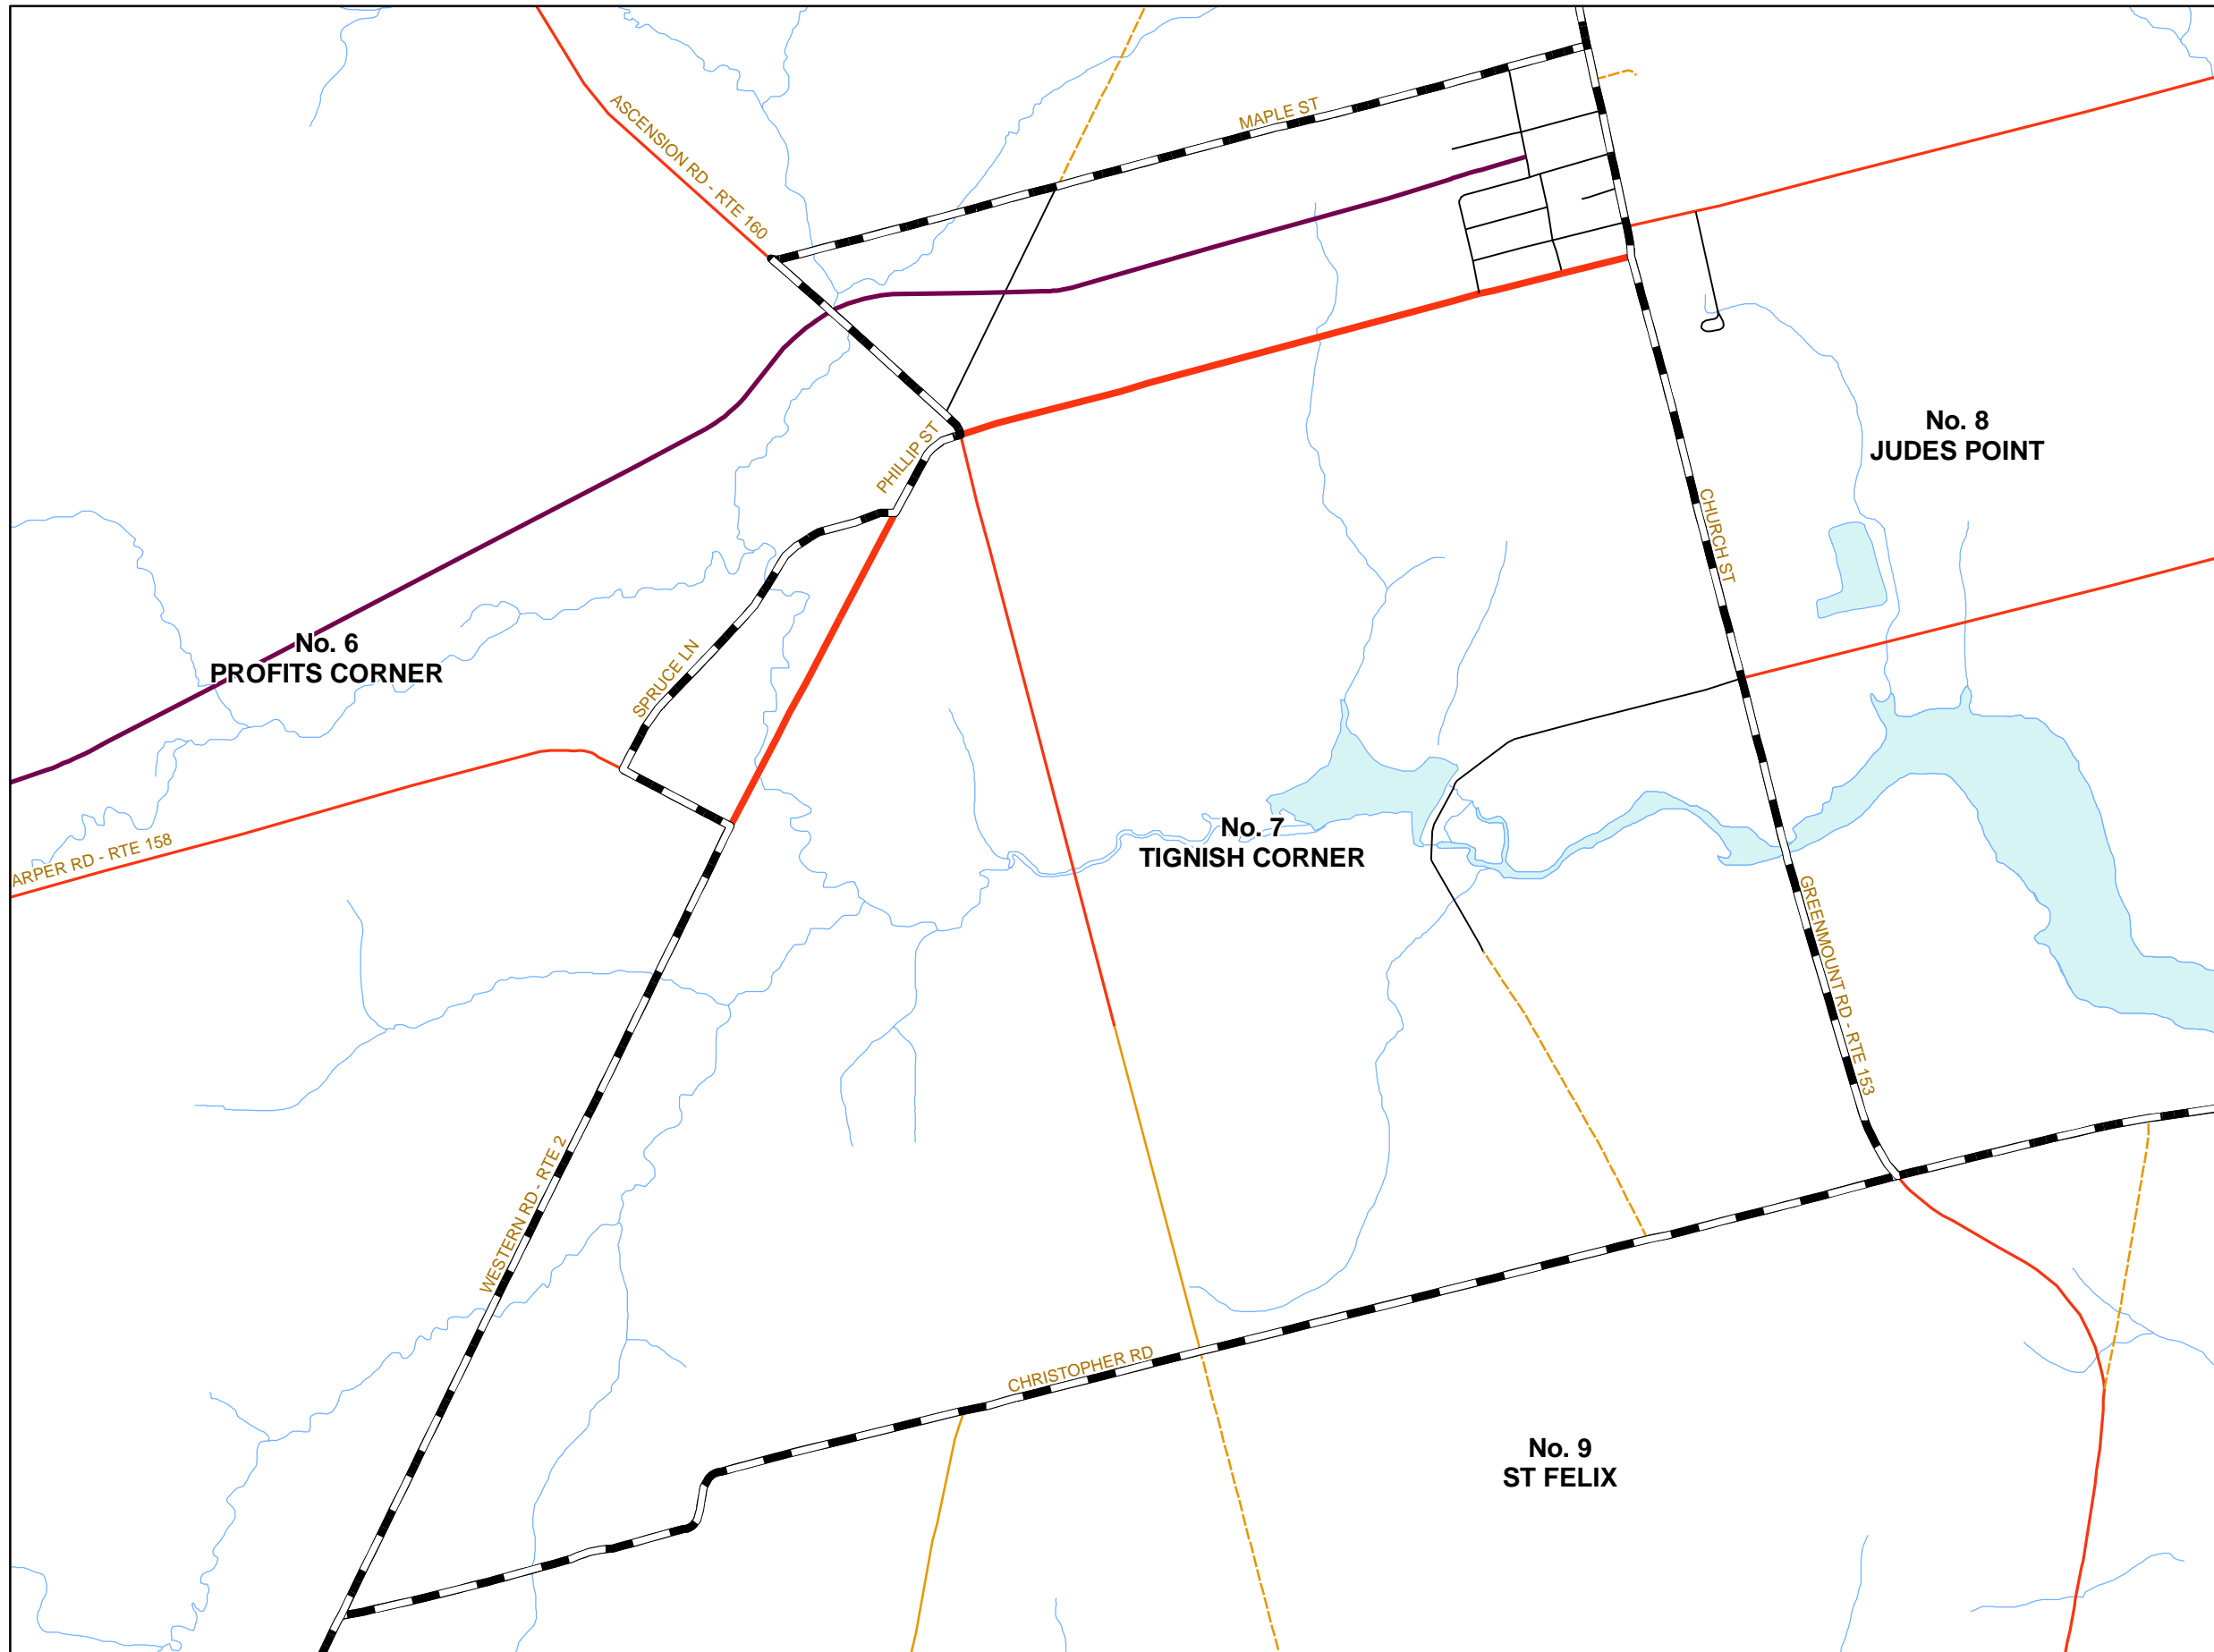 ASCENSION RD - RTE 160
MAPLE ST
No. 8
JUDES POINT
PHILLIP ST
CHURCH ST
No. 6
PROFITS CORNER
SPRUCE LN
No. 7
TIGNISH CORNER
ARPER RD - RTE 158
GREENMOUNT RD - RTE 153
WESTERN RD - RTE 2
CHRISTOPHER RD
No. 9
ST FELIX